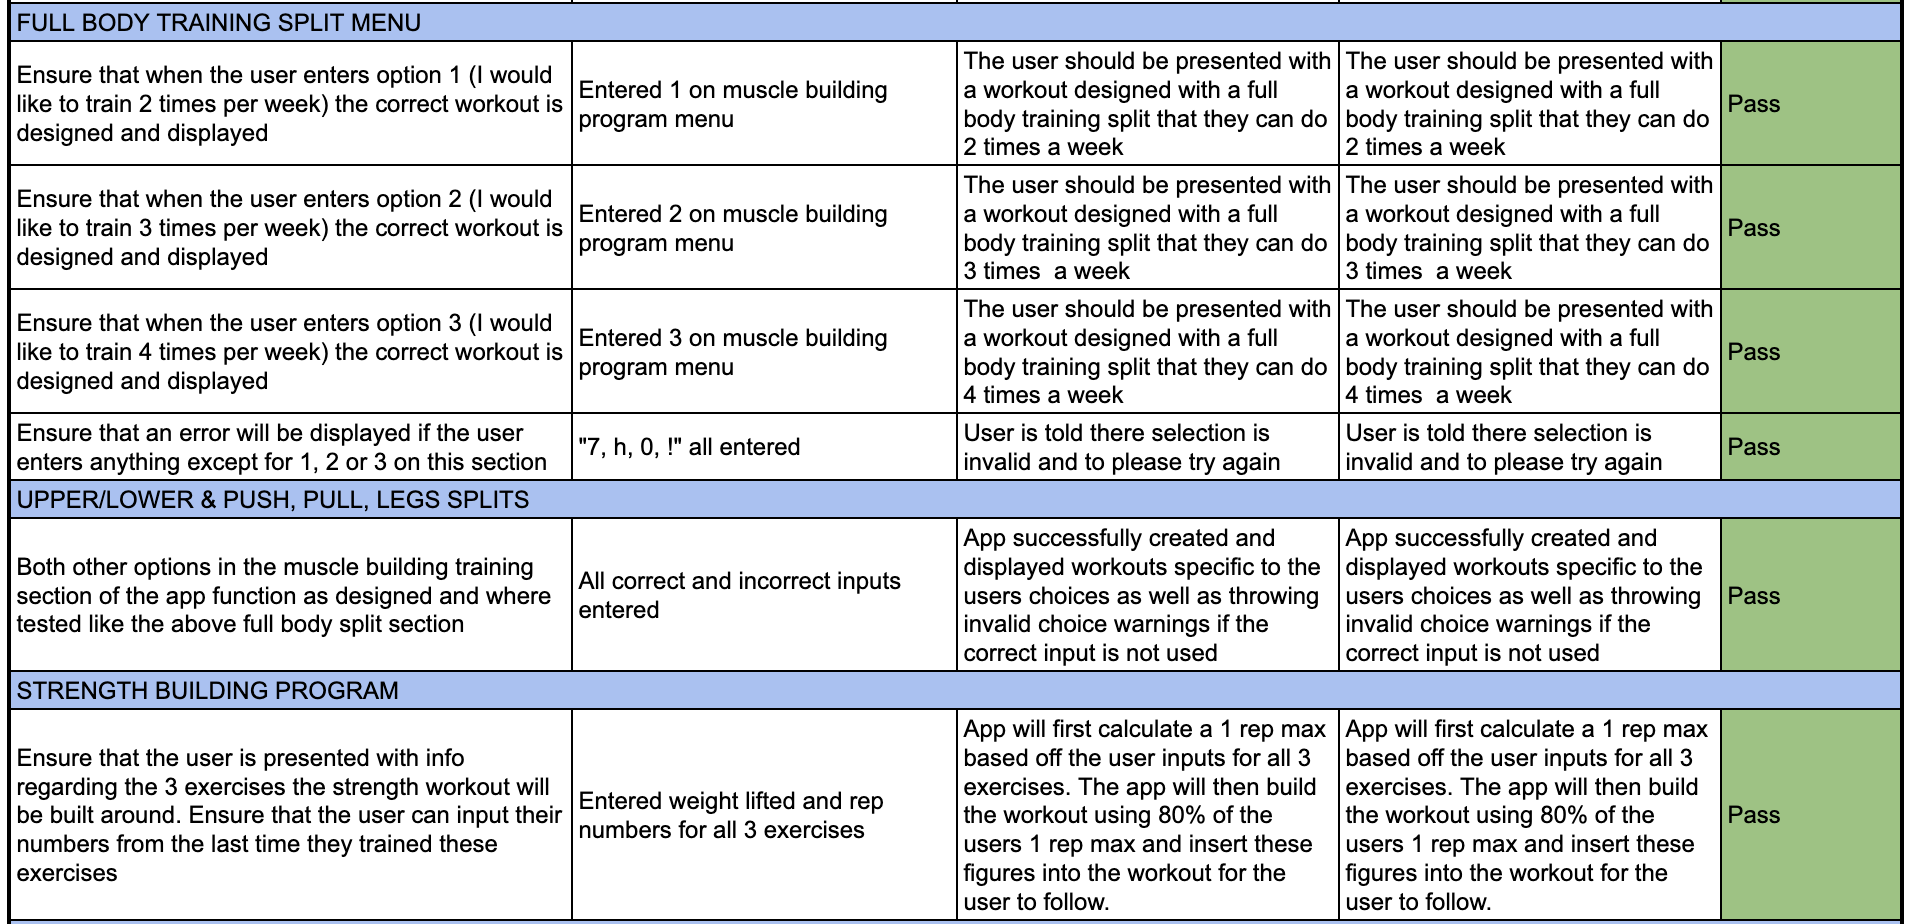 FULL BODY TRAINING SPLIT MENU
Ensure that when the user enters option 1 (I would
like to train 2 times per week) the correct workout is
designed and displayed
Entered 1 on muscle building
program menu
The user should be presented with
a workout designed with a full
body training split that they can do
2 times a week
The user should be presented with
a workout designed with a full
body training split that they can do
2 times a week
Pass
Ensure that when the user enters option 2 (I would
like to train 3 times per week) the correct workout is
designed and displayed
Entered 2 on muscle building
program menu
The user should be presented with
a workout designed with a full
body training split that they can do
3 times  a week
The user should be presented with
a workout designed with a full
body training split that they can do
3 times  a week
Pass
Ensure that when the user enters option 3 (I would
like to train 4 times per week) the correct workout is
designed and displayed
Entered 3 on muscle building
program menu
The user should be presented with
a workout designed with a full
body training split that they can do
4 times a week
The user should be presented with
a workout designed with a full
body training split that they can do
4 times  a week
Pass
Ensure that an error will be displayed if the user
enters anything except for 1, 2 or 3 on this section
"7, h, 0, !" all entered
User is told there selection is
invalid and to please try again
User is told there selection is
invalid and to please try again
Pass
UPPER/LOWER & PUSH, PULL, LEGS SPLITS
Both other options in the muscle building training
section of the app function as designed and where
tested like the above full body split section
All correct and incorrect inputs
entered
App successfully created and
displayed workouts specific to the
users choices as well as throwing
invalid choice warnings if the
correct input is not used
App successfully created and
displayed workouts specific to the
users choices as well as throwing
invalid choice warnings if the
correct input is not used
Pass
STRENGTH BUILDING PROGRAM
Ensure that the user is presented with info
regarding the 3 exercises the strength workout will
be built around. Ensure that the user can input their
numbers from the last time they trained these
exercises
Entered weight lifted and rep
numbers for all 3 exercises
App will first calculate a 1 rep max
based off the user inputs for all 3
exercises. The app will then build
the workout using 80% of the
users 1 rep max and insert these
figures into the workout for the
user to follow.
App will first calculate a 1 rep max
based off the user inputs for all 3
exercises. The app will then build
the workout using 80% of the
users 1 rep max and insert these
figures into the workout for the
user to follow.
Pass